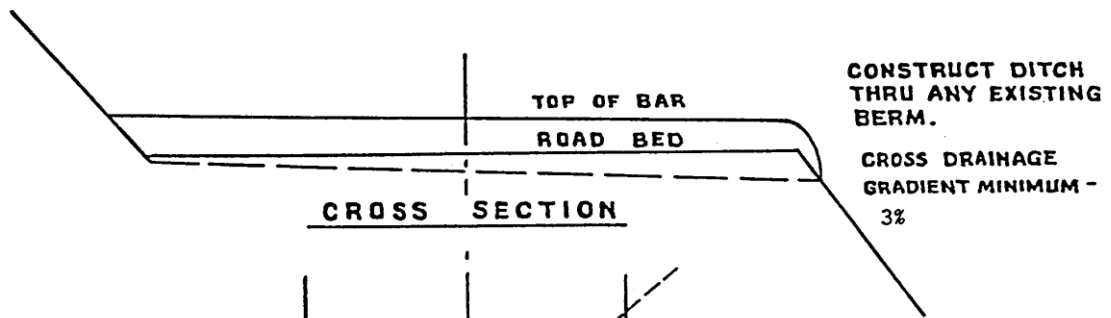 TOP OF BAR
ROAD BED
CONSTRUCT DITCH
THRU ANY EXISTING
BERM.
CROSS DRAINAGE
GRADIENT MINIMUM -
3%
CROSS SECTION